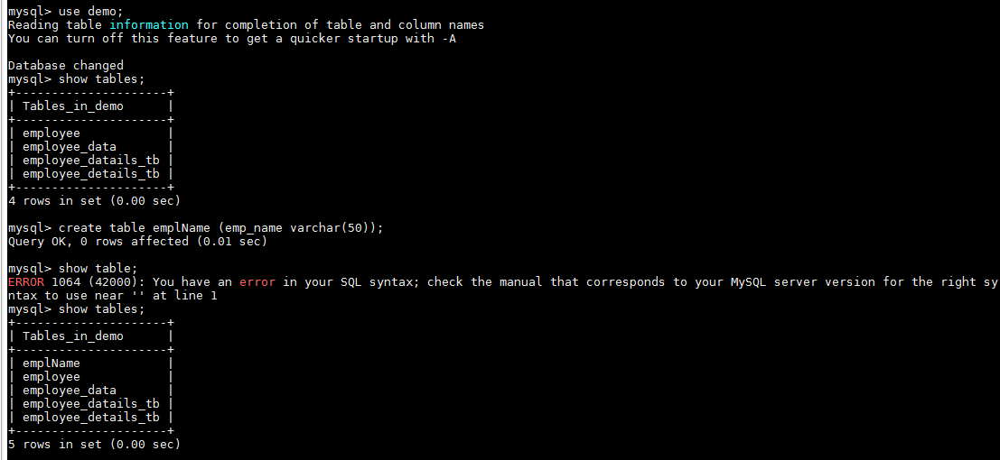 mysql> use demo;
Reading table information for completion of table and column names
You can turn off this feature to get a quicker startup with -A
Database changed
mysql> show tables;
+---------------------+
| Tables_in_demo      |
+---------------------+
| employee            |
| employee_data       |
| employee_datails_tb |
| employee_details_tb |
+---------------------+
4 rows in set (0.00 sec)
mysql> create table emplName (emp_name varchar(50));
Query OK, 0 rows affected (0.01 sec)
mysql> show table;
ERROR 1064 (42000): You have an error in your SQL syntax; check the manual that corresponds to your MySQL server version for the right sy
ntax to use near '' at line 1
mysql> show tables;
+---------------------+
| Tables_in_demo      |
+---------------------+
| emplName            |
| employee            |
| employee_data       |
| employee_datails_tb |
| employee_details_tb |
+---------------------+
5 rows in set (0.00 sec)